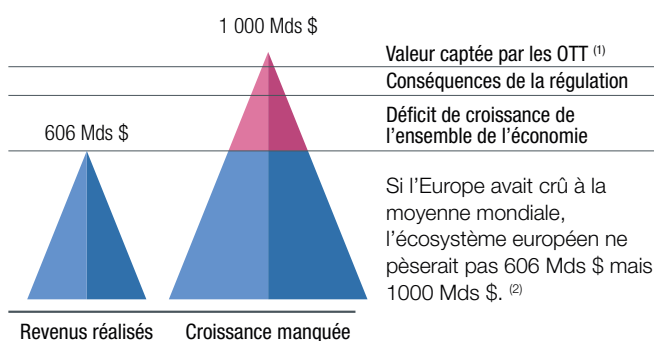 1 000 Mds $
606 Mds $
Valeur captée par les OTT (1)
Conséquences de la régulation
Déficit de croissance de
l'ensemble de l'économie
Si l'Europe avait crû à la
moyenne mondiale,
l'écosystème européen ne
pèserait pas 606 Mds $ mais
1000 Mds $. (2)
Revenus réalisés
Croissance manquée